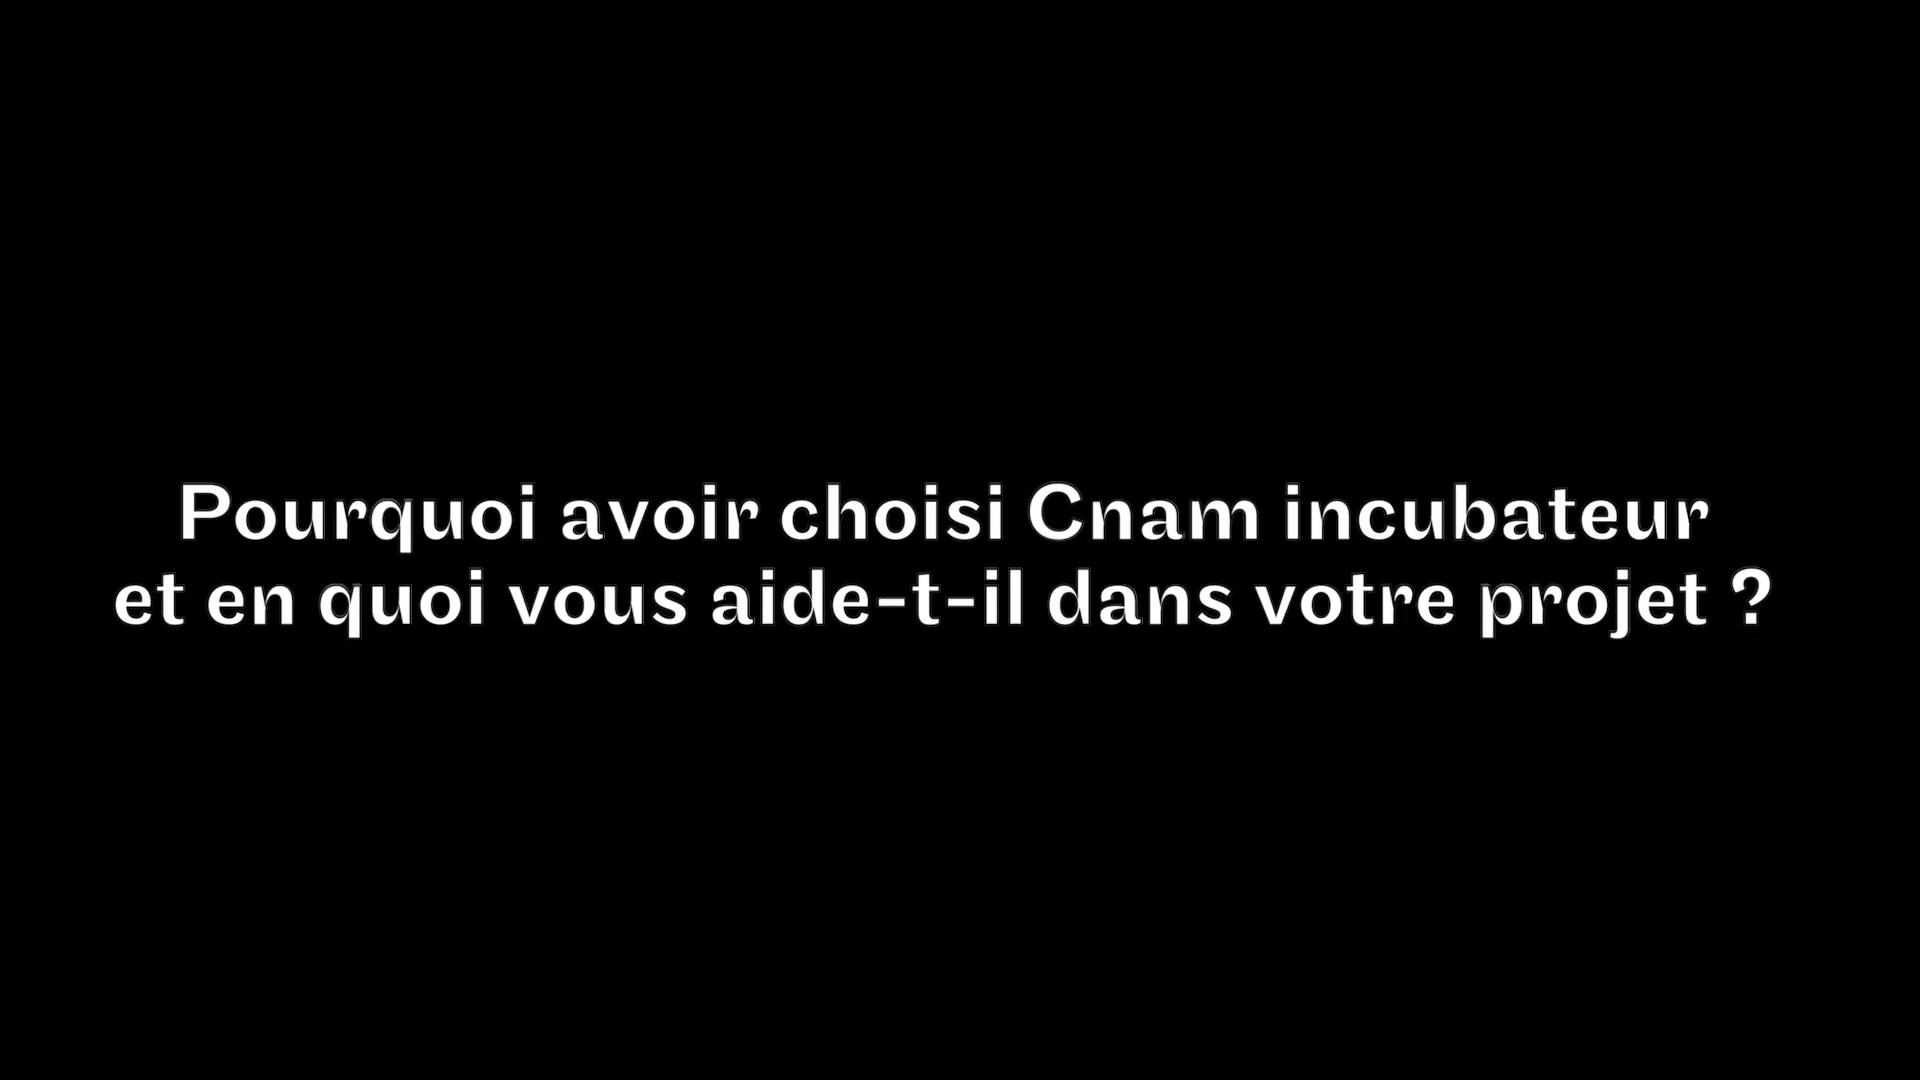 Pourquoi avoir choisi Cnam incubateur
et en quoi vous aide-t-il dans votre projet ?